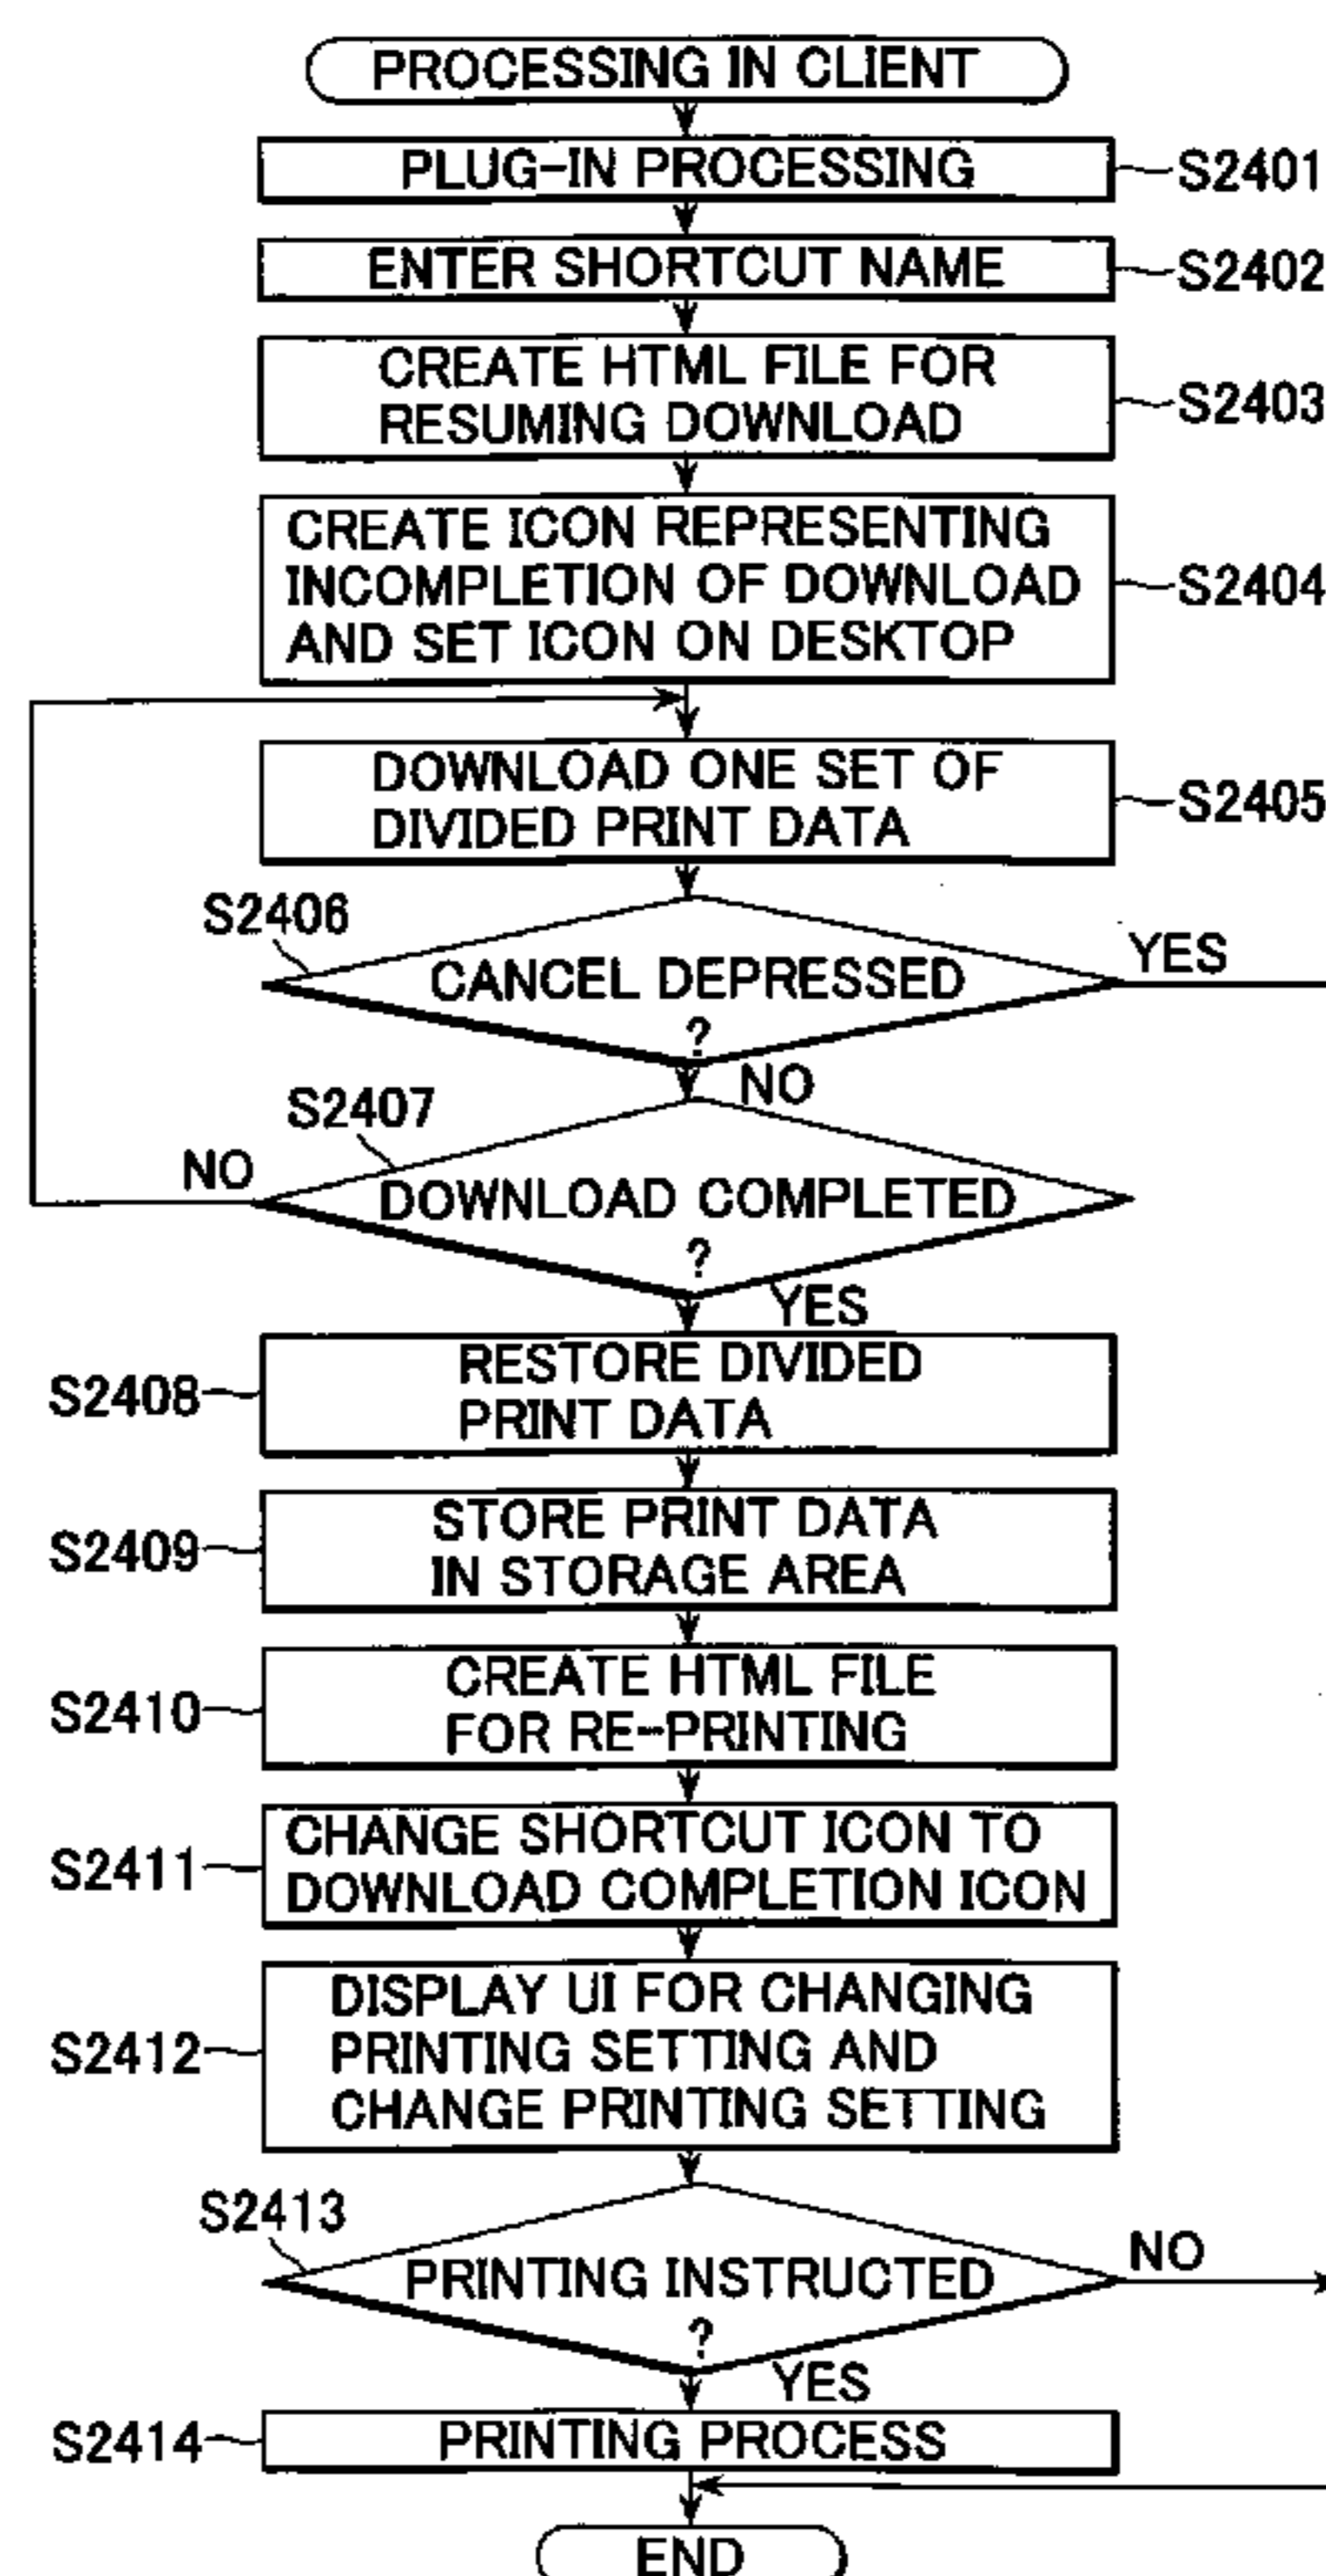 PROCESSING IN CLIENT
PLUG-IN PROCESSING
S2401
ENTER SHORTCUT NAME
S2402
CREATE HTML FILE FOR
RESUMING DOWNLOAD
S2403
CREATE ICON REPRESENTING
INCOMPLETION OF DOWNLOAD
AND SET ICON ON DESKTOP
S2404
DOWNLOAD ONE SET OF
DIVIDED PRINT DATA
S2405
S2406
CANCEL DEPRESSED
?
YES
NO
S2407
DOWNLOAD COMPLETED
?
NO
YES
S2408
RESTORE DIVIDED
PRINT DATA
S2409
STORE PRINT DATA
IN STORAGE AREA
S2410
CREATE HTML FILE
FOR RE-PRINTING
S2411
CHANGE SHORTCUT ICON TO
DOWNLOAD COMPLETION ICON
S2412
DISPLAY UI FOR CHANGING
PRINTING SETTING AND
CHANGE PRINTING SETTING
S2413
PRINTING INSTRUCTED
?
NO
YES
S2414
PRINTING PROCESS
END